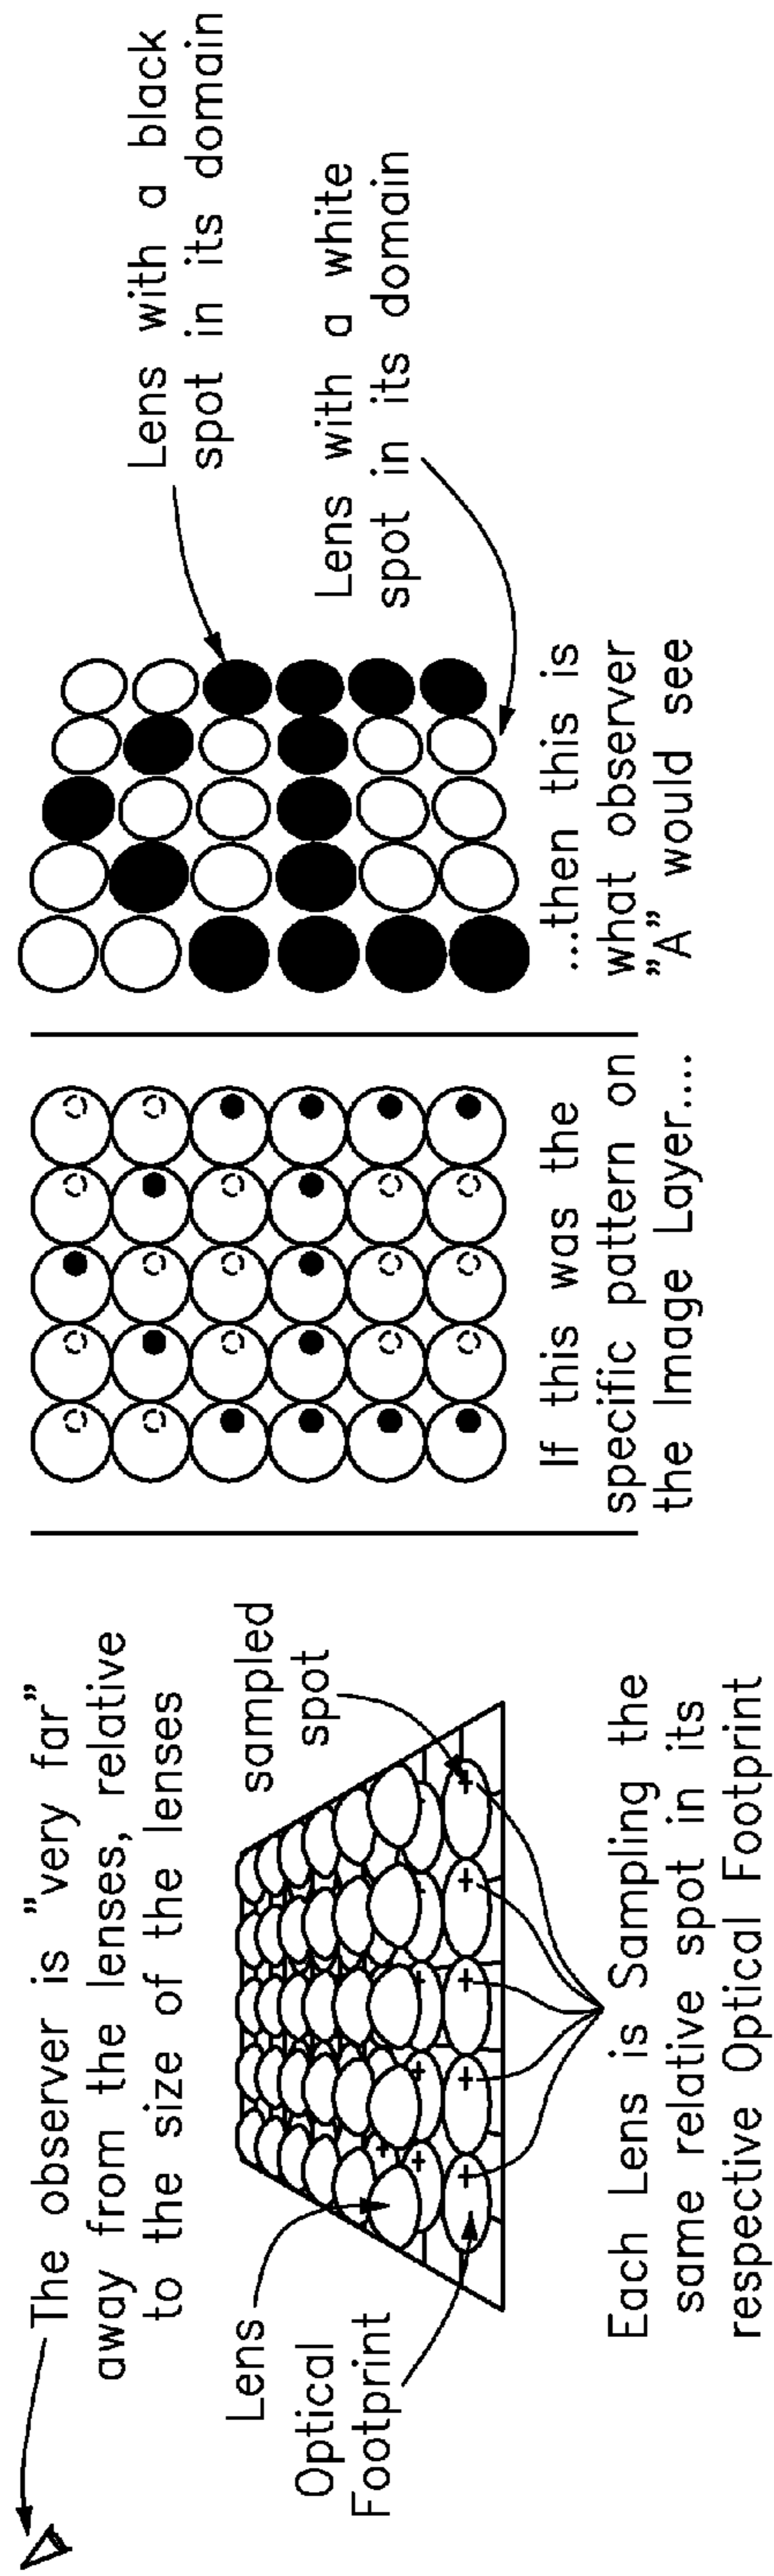 The observer is "very far"
away from the lenses, relative
to the size of the lenses
Lens
Optical
Footprint
sampled
spot
Each Lens is Sampling the
same relative spot in its
respective Optical Footprint
If this was the
specific pattern on
the Image Layer....
...then this is
what observer
"A" would see
Lens with a black
spot in its domain
Lens with a white
spot in its domain